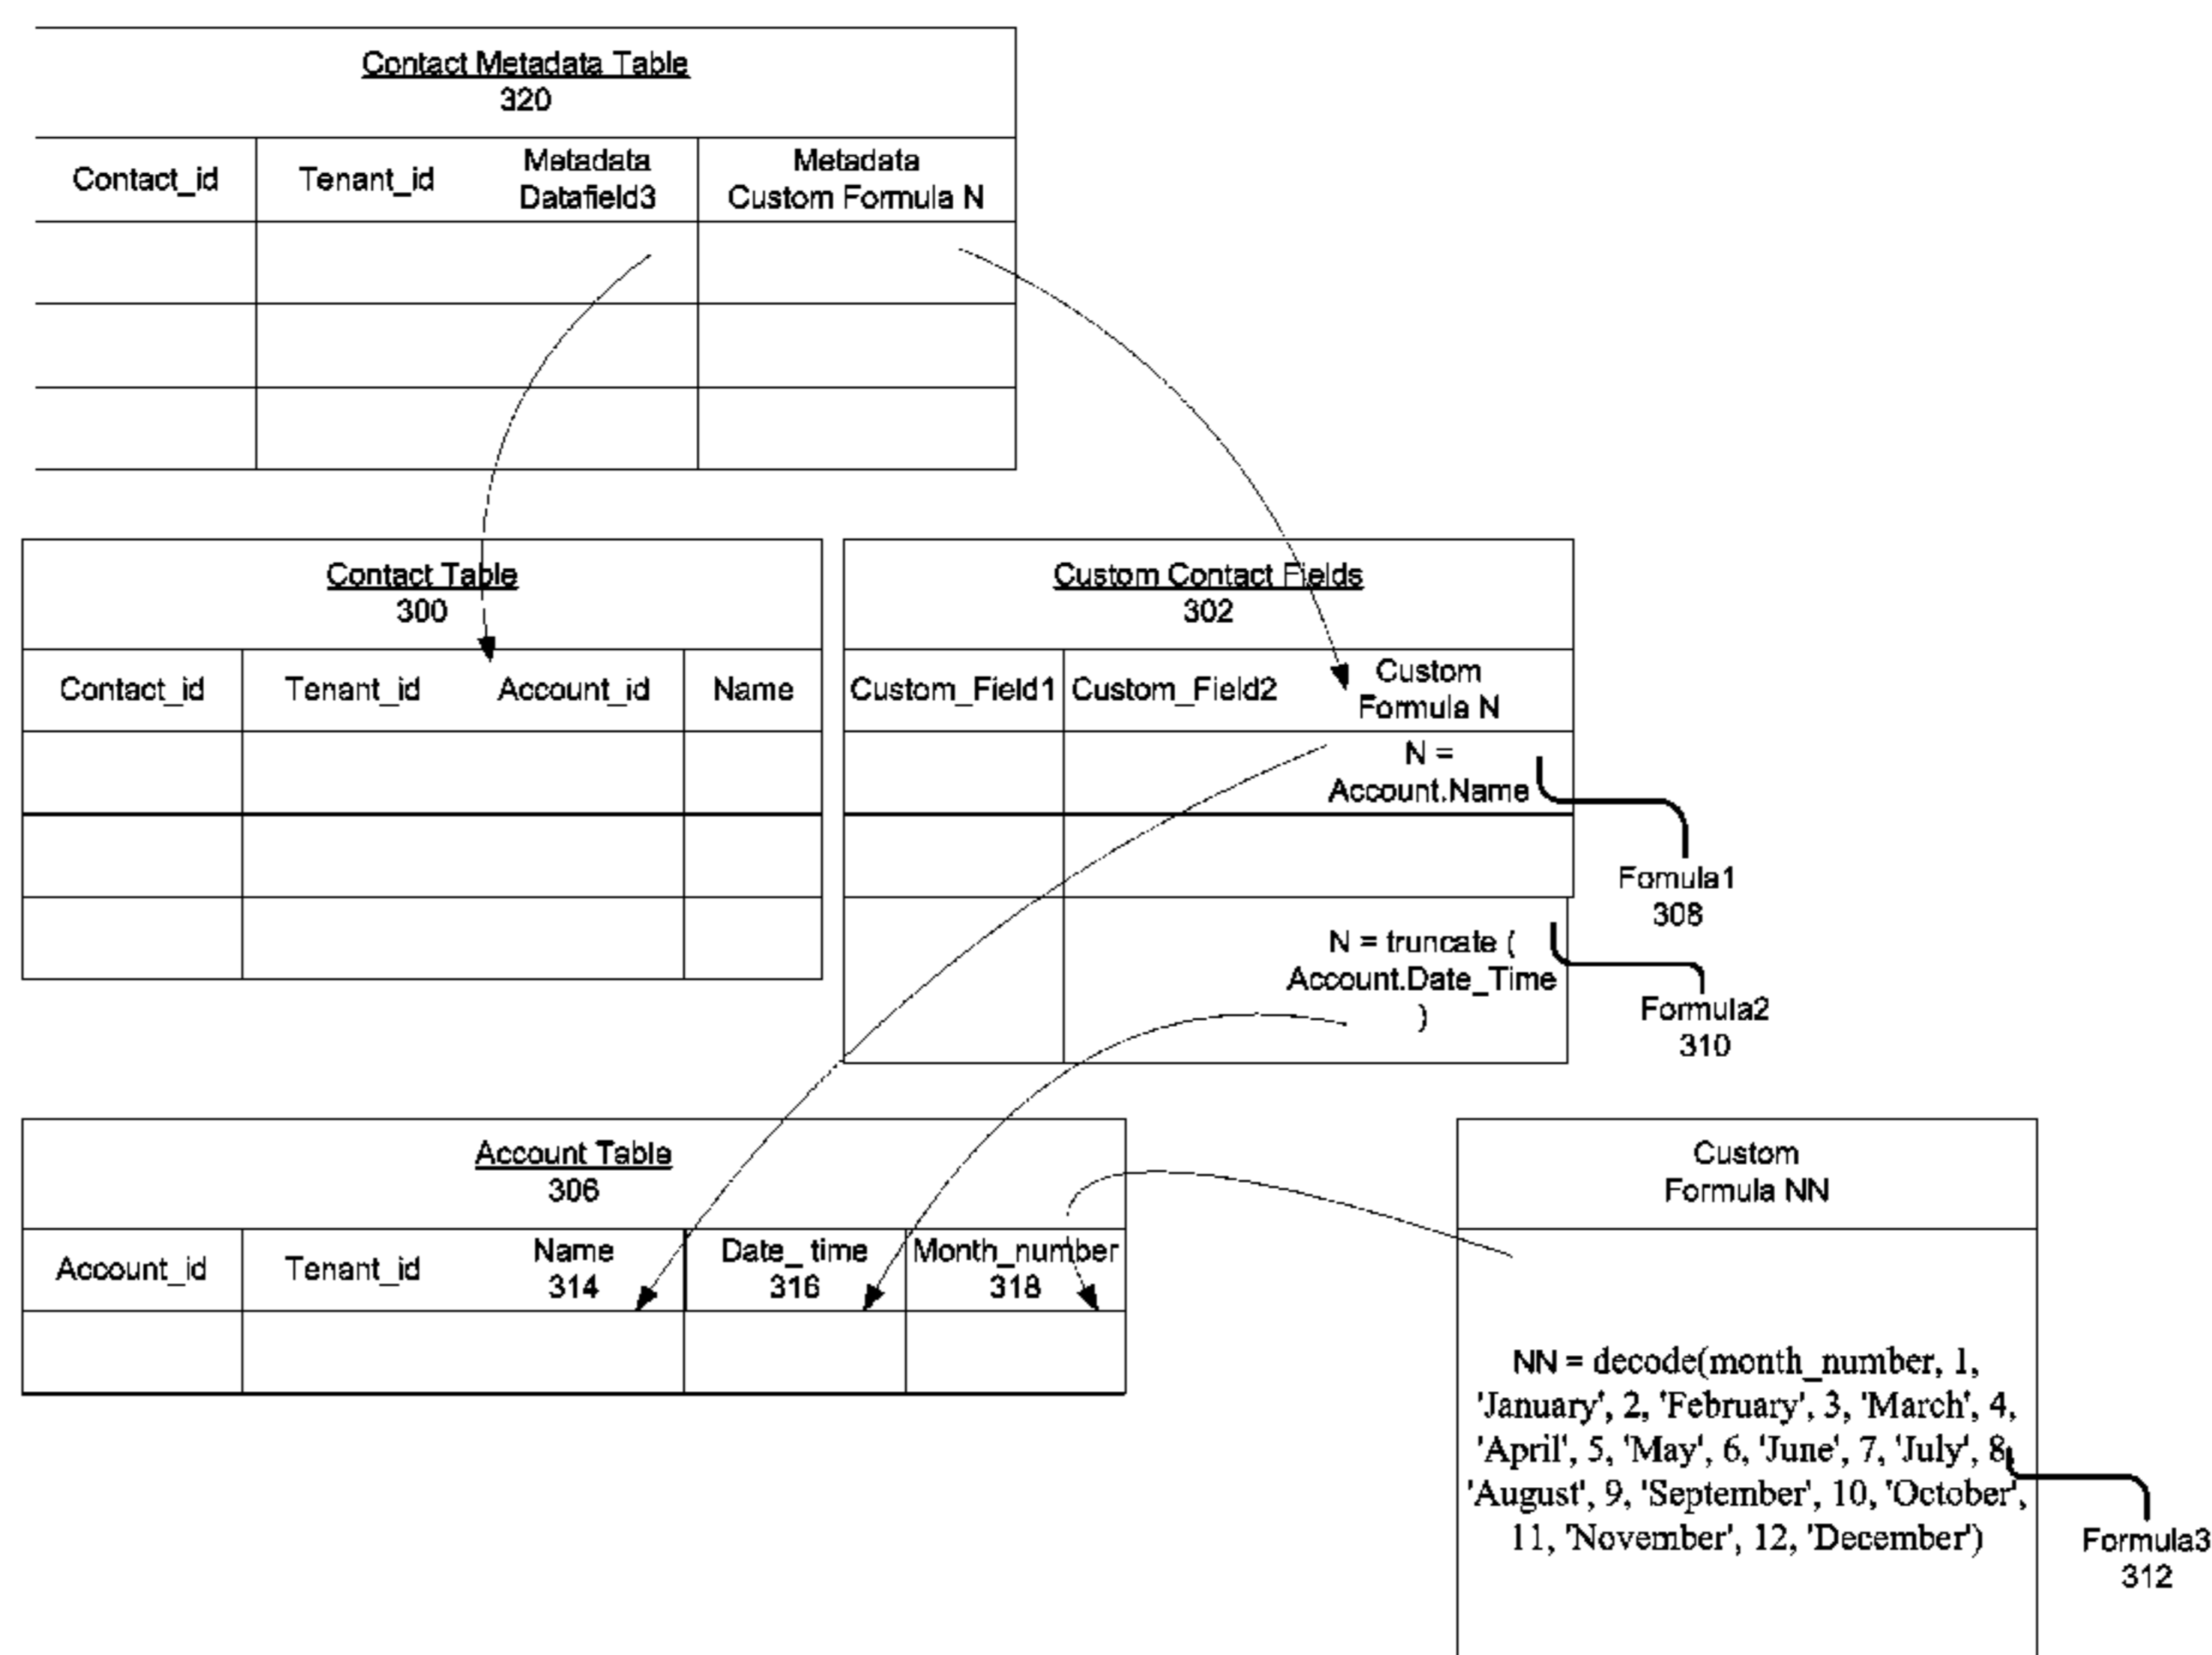 Contact Metadata Table
320
Contact_id
Tenant_id
Metadata
Datafield3
Metadata
Custom Formula N
Contact Table
300
Contact_id
Tenant_id
Account_id
Name
Custom Contact Fields
302
Custom_Field1
Custom_Field2
Custom
Formula N
N =
Account.Name
Fomula1
308
N = truncate (
Account.Date_Time
)
Formula2
310
Account Table
306
Account_id
Tenant_id
Name
314
Date_ time
316
Month_number
318
Custom
Formula NN
NN = decode(month_number, 1,
'January', 2, 'February', 3, 'March', 4,
'April', 5, 'May', 6, 'June', 7, 'July', 8,
'August', 9, 'September', 10, 'October',
11, 'November', 12, 'December')
Formula3
312